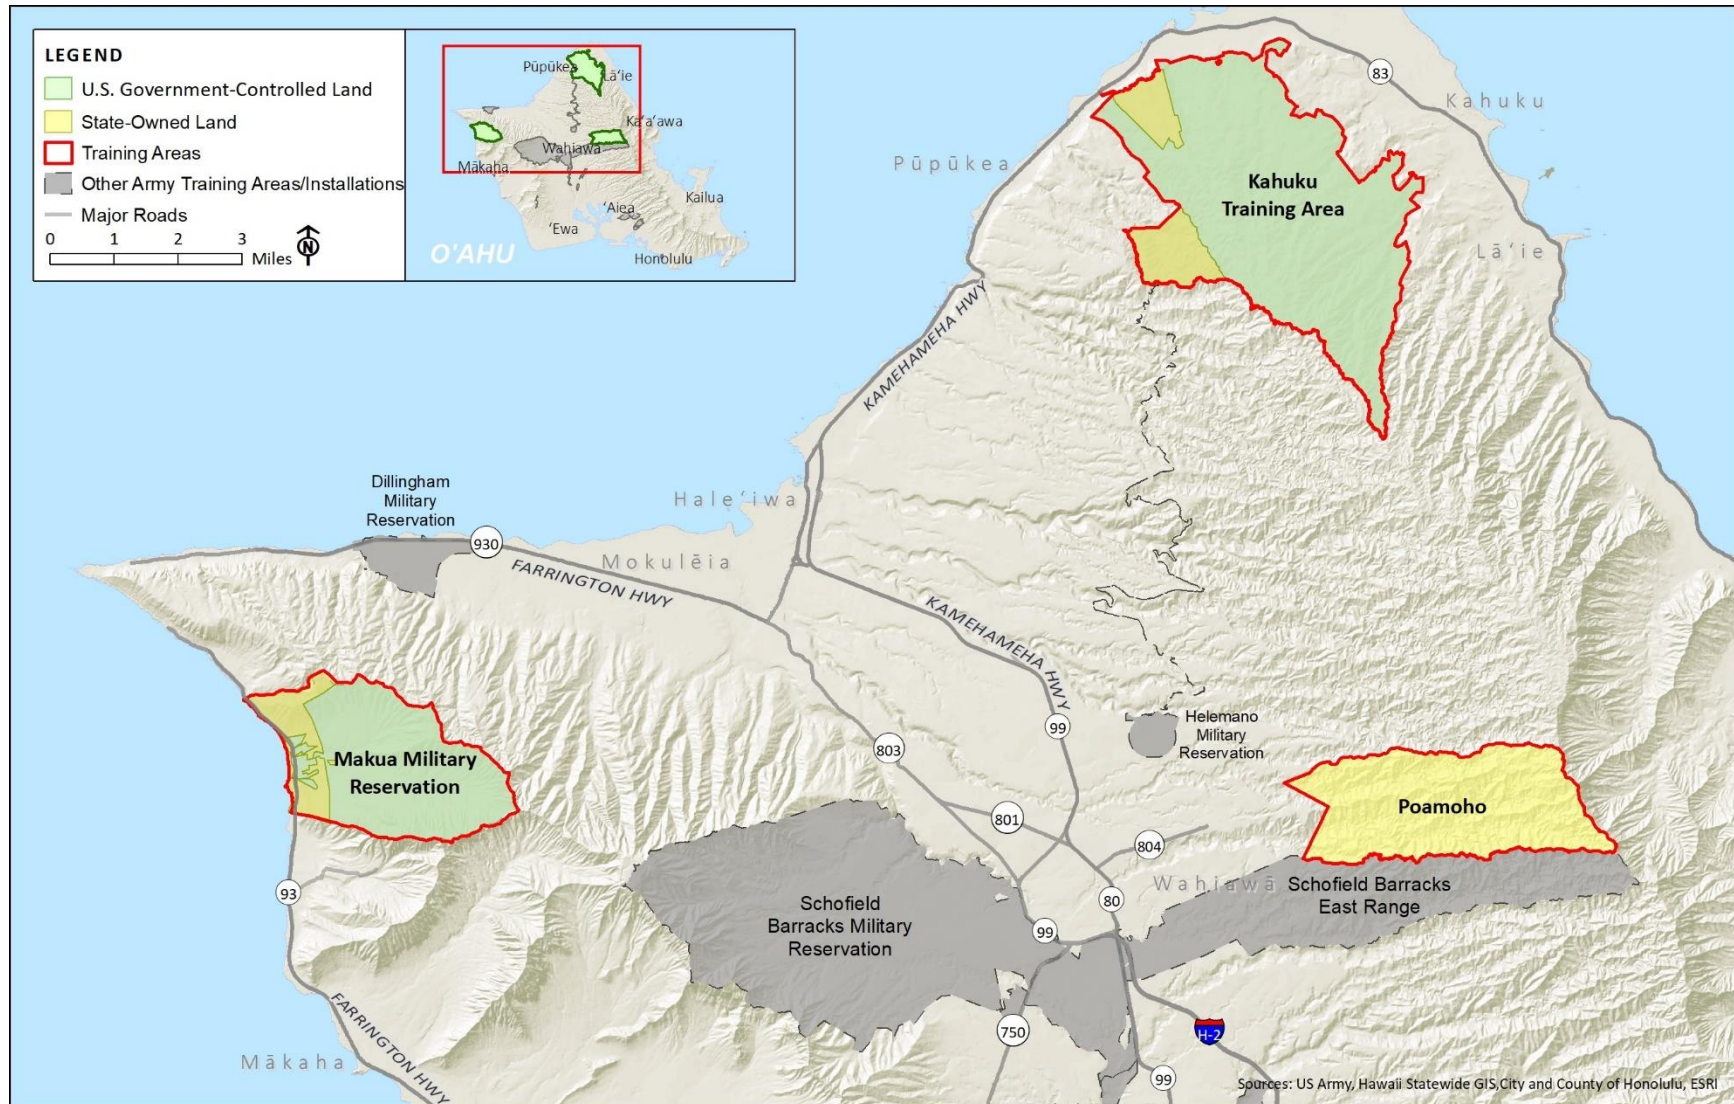 LEGEND
U.S. Government-Controlled Land
State-Owned Land
Training Areas
Other Army Training Areas/Installations
Major Roads
0 1 2 3
Miles
N
Pūpūkea
Lāʻie
Kaʻaʻawa
Wahiawa
Mākaha
Kailua
ʻAiea
ʻEwa
Honolulu
O'AHU
83
Kahuku
Pūpūkea
Kahuku
Training Area
Lāʻie
KAMEHAMEHA HWY
Dillingham
Military
Reservation
Haleʻiwa
930
Mokulēia
FARRINGTON HWY
KAMEHAMEHA HWY
99
Helemano
Military
Reservation
803
Makua Military
Reservation
801
804
Poamoho
93
80
Wahiawā
Schofield Barracks
East Range
Schofield
Barracks Military
Reservation
99
750
H-2
FARRINGTON HWY
Mākaha
99
Sources: US Army, Hawaii Statewide GIS,City and County of Honolulu, ESRI